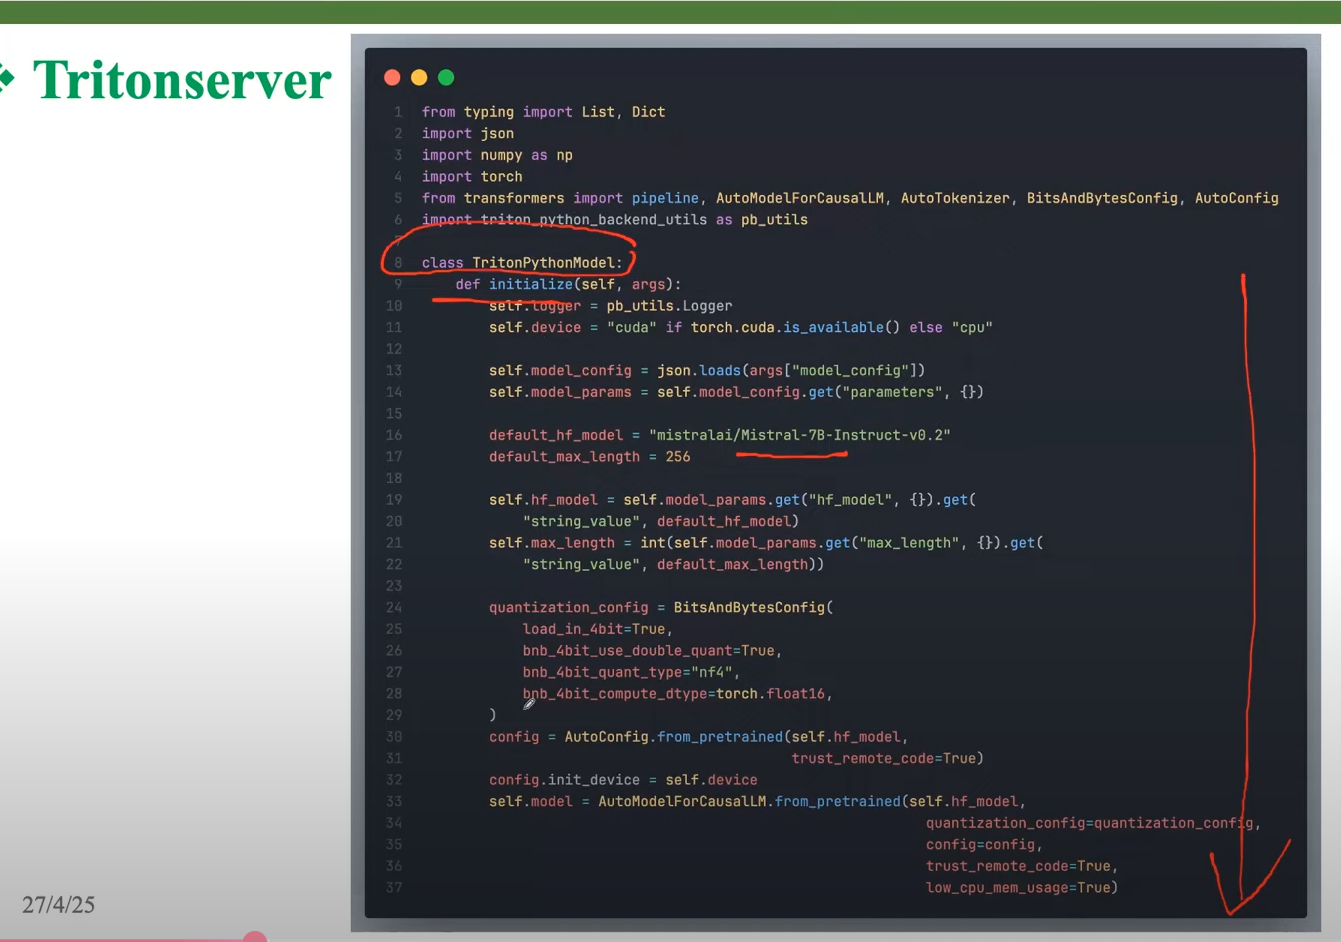 Tritonserver
1 from typing import List, Dict
2 import json
3 import numpy as np
4 import torch
5 from transformers import pipeline, AutoModelForCausalLM, AutoTokenizer, BitsAndBytesConfig, AutoConfig
6 import triton_python_backend_utils as pb_utils
7
8 class TritonPythonModel:
9     def initialize(self, args):
10         self.logger = pb_utils.Logger
11         self.device = "cuda" if torch.cuda.is_available() else "cpu"
12
13         self.model_config = json.loads(args["model_config"])
14         self.model_params = self.model_config.get("parameters", {})
15
16         default_hf_model = "mistralai/Mistral-7B-Instruct-v0.2"
17         default_max_length = 256
18
19         self.hf_model = self.model_params.get("hf_model", {}).get(
20             "string_value", default_hf_model)
21         self.max_length = int(self.model_params.get("max_length", {}).get(
22             "string_value", default_max_length))
23
24         quantization_config = BitsAndBytesConfig(
25             load_in_4bit=True,
26             bnb_4bit_use_double_quant=True,
27             bnb_4bit_quant_type="nf4",
28             bnb_4bit_compute_dtype=torch.float16,
29         )
30         config = AutoConfig.from_pretrained(self.hf_model,
31                                             trust_remote_code=True)
32         config.init_device = self.device
33         self.model = AutoModelForCausalLM.from_pretrained(self.hf_model,
34                                             quantization_config=quantization_config,
35                                             config=config,
36                                             trust_remote_code=True,
37                                             low_cpu_mem_usage=True)
27/4/25